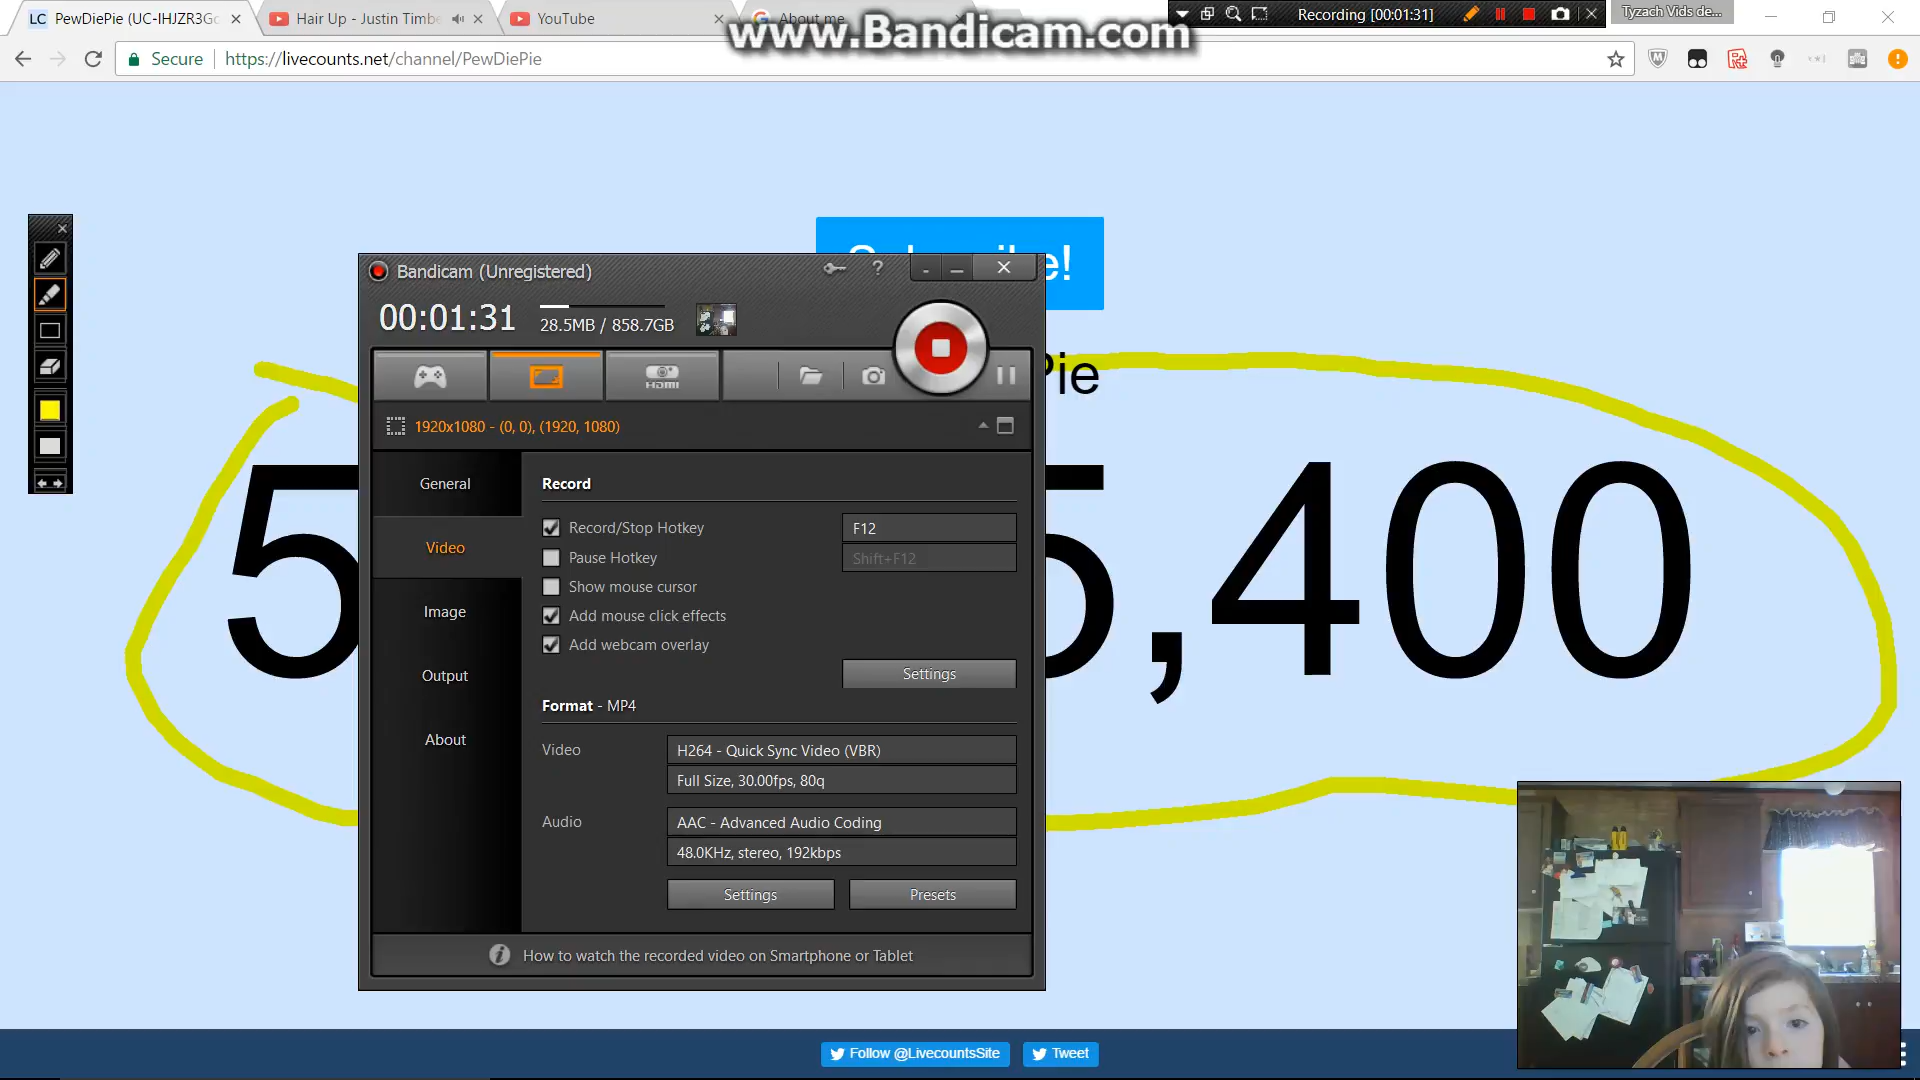 LC PewDiePie (UC-IHJZR3Gc
Hair Up - Justin Timbe
YouTube
About me
www.Bandicam.com
Recording [00:01:31]
Tyzach Vids de...
Secure
https://livecounts.net/channel/PewDiePie
Subscribe!
Bandicam (Unregistered)
?
00:01:31
28.5MB / 858.7GB
HDMI
Pie
1920x1080 - (0, 0), (1920, 1080)
5
5,400
General
Video
Image
Output
About
Record
Record/Stop Hotkey
F12
Pause Hotkey
Shift+F12
Show mouse cursor
Add mouse click effects
Add webcam overlay
Settings
Format - MP4
Video
H264 - Quick Sync Video (VBR)
Full Size, 30.00fps, 80q
Audio
AAC - Advanced Audio Coding
48.0KHz, stereo, 192kbps
Settings
Presets
How to watch the recorded video on Smartphone or Tablet
Follow @LivecountsSite
Tweet